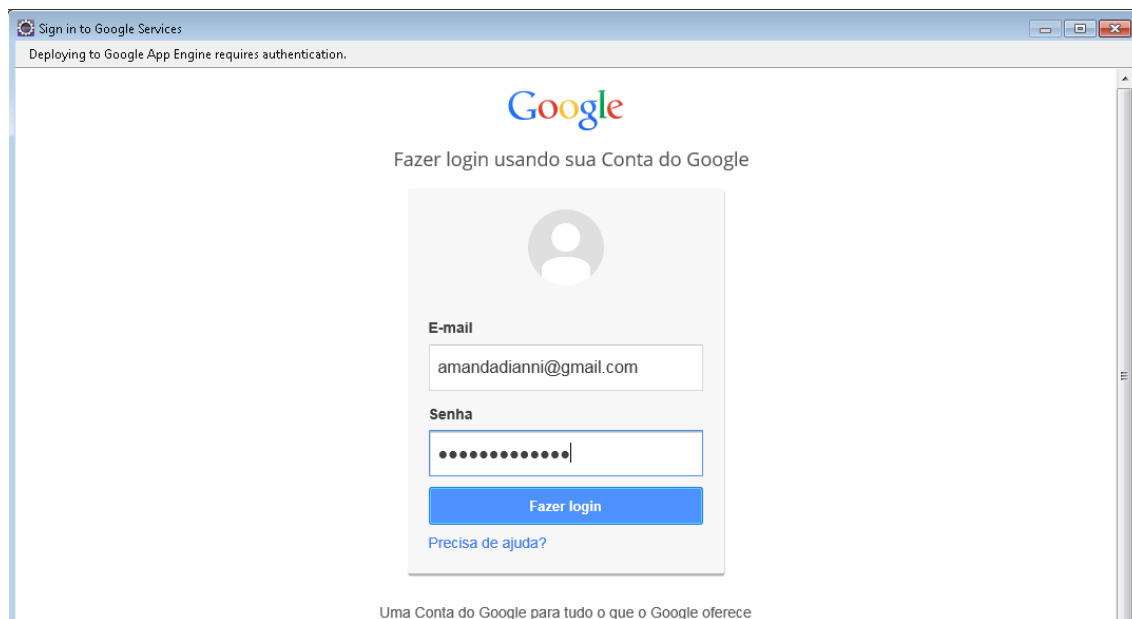 Sign in to Google Services
Deploying to Google App Engine requires authentication.
Google
Fazer login usando sua Conta do Google
E-mail
amandadianni@gmail.com
Senha
•••••••••••••
Fazer login
Precisa de ajuda?
Uma Conta do Google para tudo o que o Google oferece